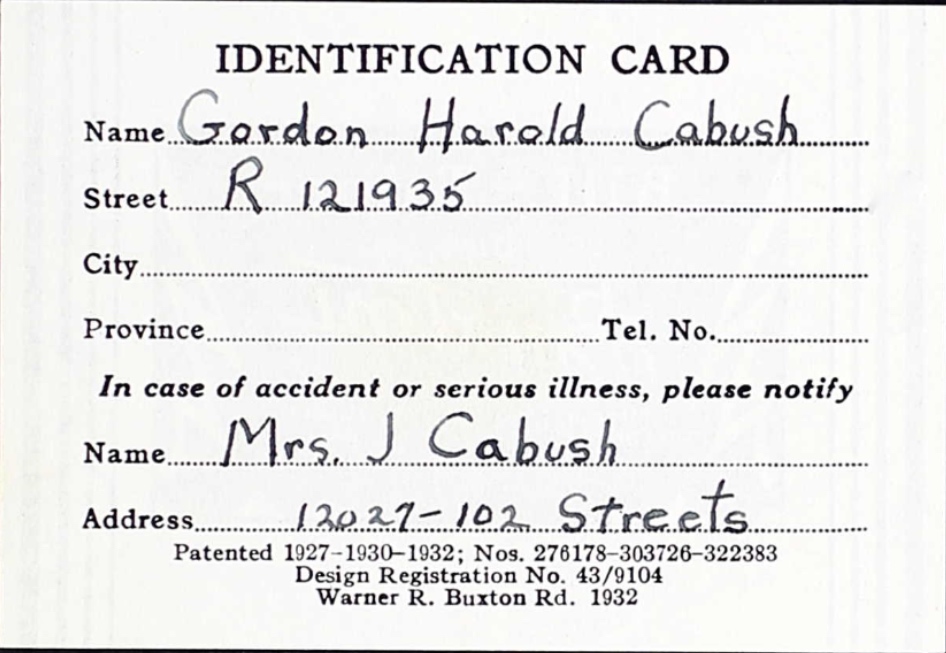 IDENTIFICATION CARD
Name Gordon Harold Cabush
Street R 121935
City
Province Tel. No.
In case of accident or serious illness, please notify
Name Mrs. J Cabush
Address 12027-102 Streets
Patented 1927-1930-1932; Nos. 276178-303726-322383
Design Registration No. 43/9104
Warner R. Buxton Rd. 1932